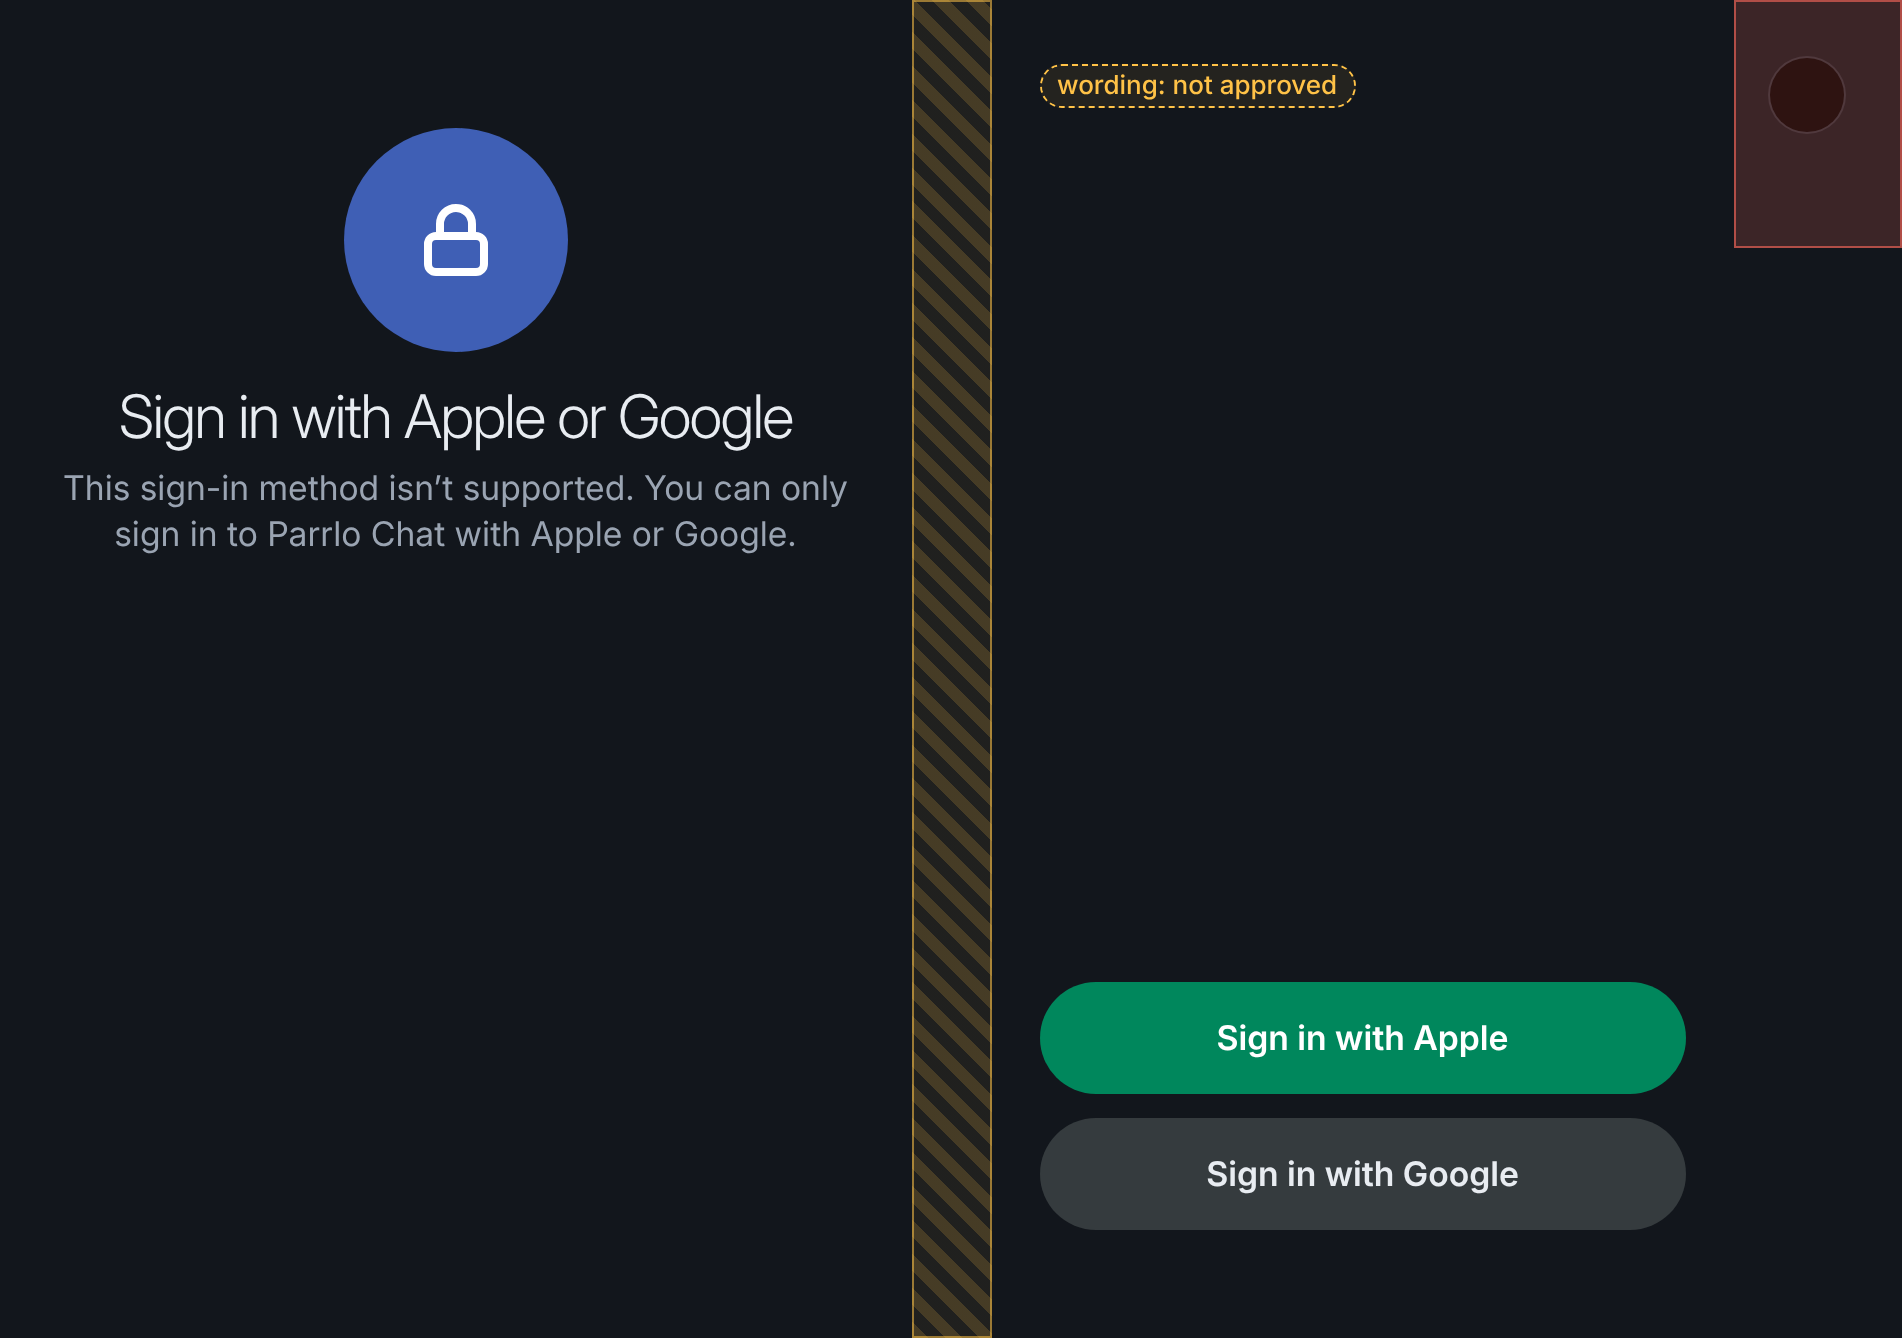 Sign in with Apple or Google
This sign-in method isn’t supported. You can only
sign in to Parrlo Chat with Apple or Google.
wording: not approved
Sign in with Apple
Sign in with Google